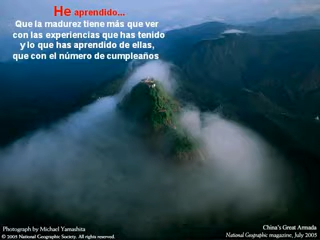 He aprendido...
Que la madurez tiene más que ver
con las experiencias que has tenido
y lo que has aprendido de ellas,
que con el número de cumpleaños
Photograph by Michael Yamashita
© 2005 National Geographic Society. All rights reserved.
China's Great Armada
National Geographic magazine, July 2005